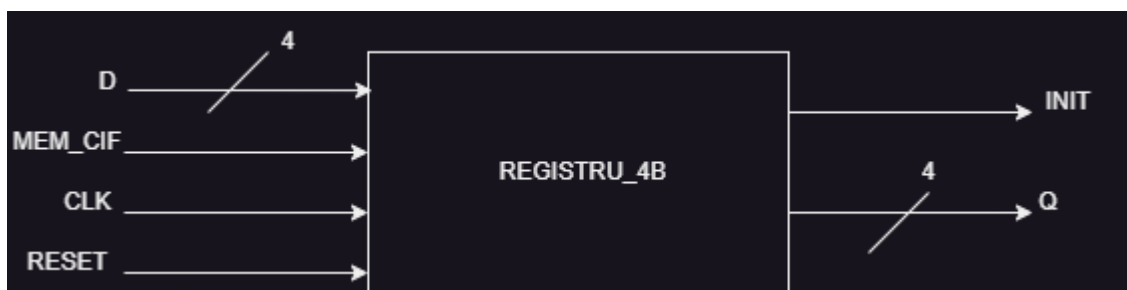 4
D
MEM_CIF
CLK
RESET
REGISTRU_4B
INIT
4
Q